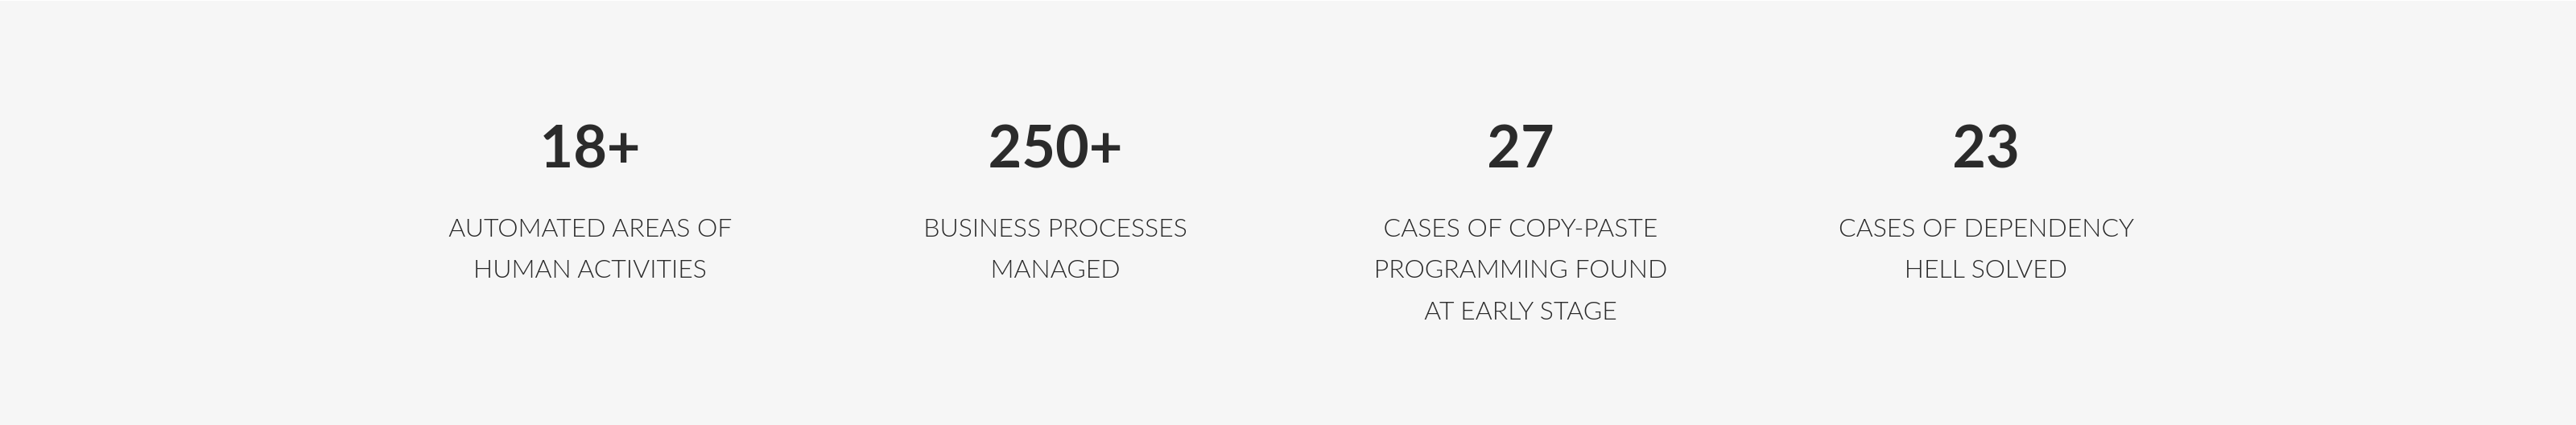 18+
AUTOMATED AREAS OF
HUMAN ACTIVITIES
250+
BUSINESS PROCESSES
MANAGED
27
CASES OF COPY-PASTE
PROGRAMMING FOUND
AT EARLY STAGE
23
CASES OF DEPENDENCY
HELL SOLVED